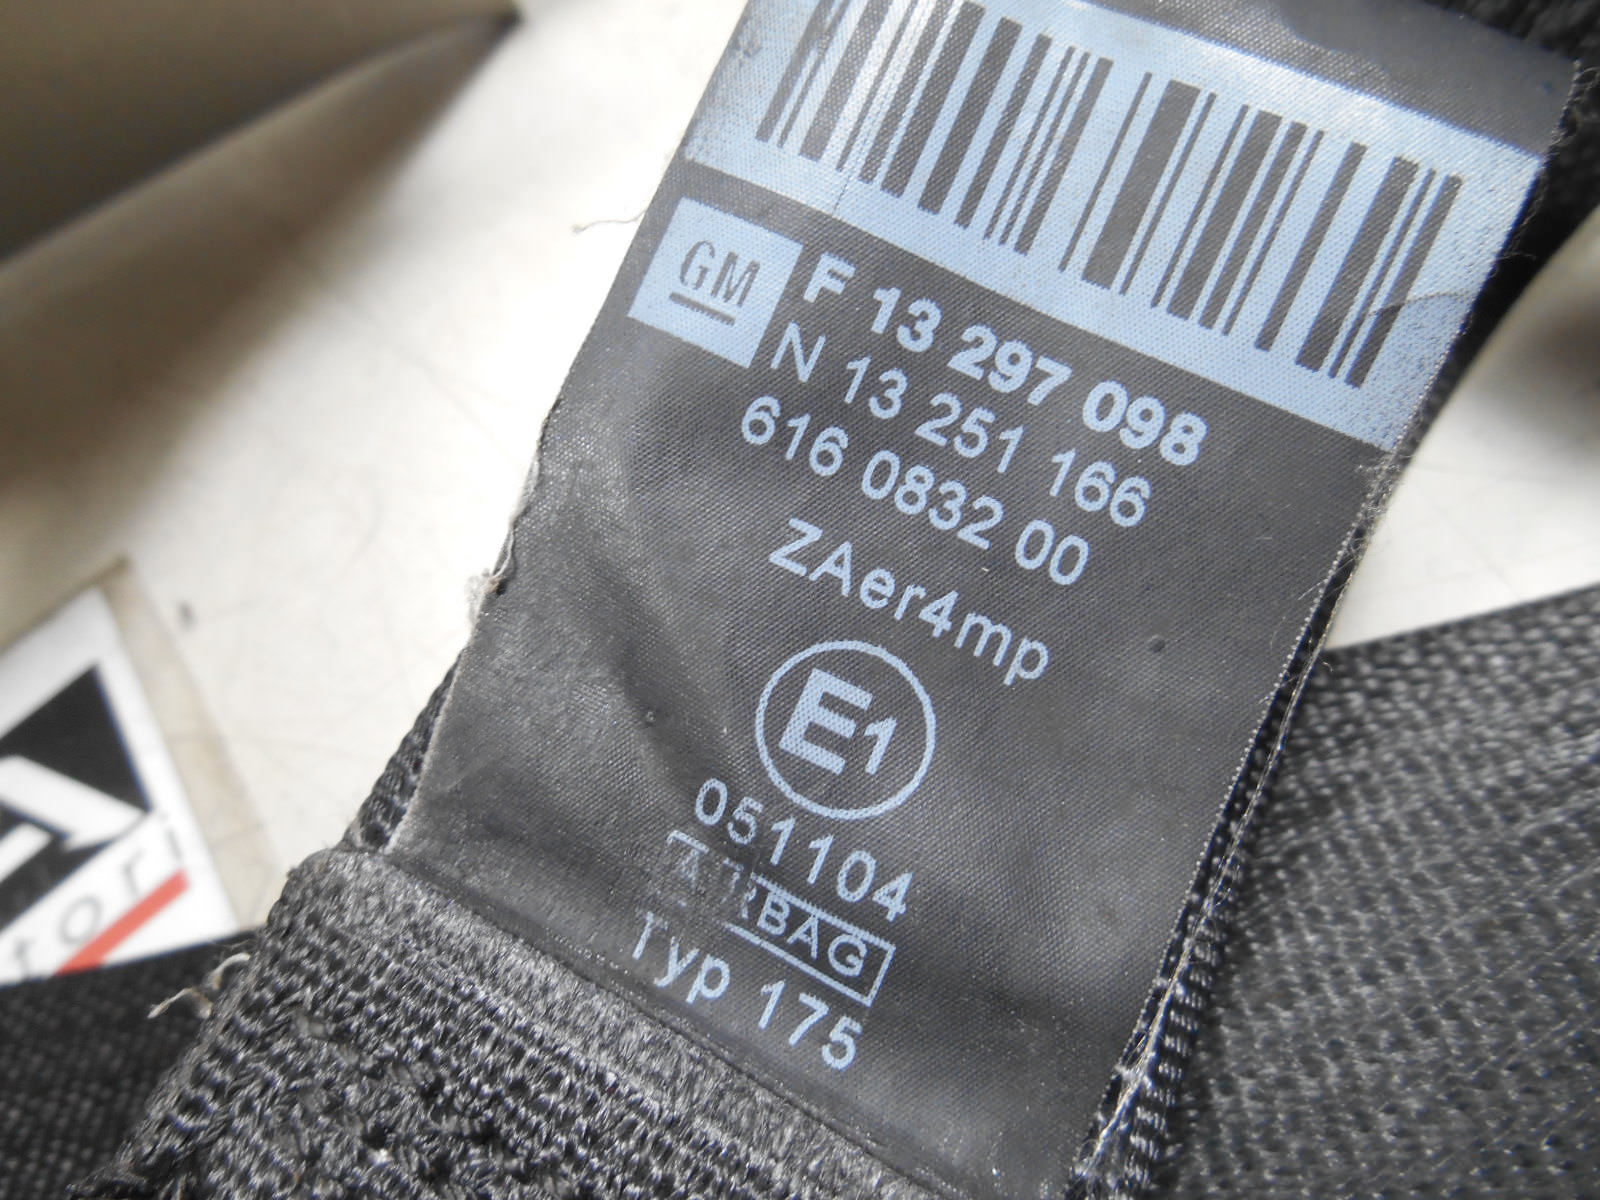 GM
F 13 297 098
N 13 251 166
616 0832 00
ZAer4mp
E1
051104
AIRBAG
Typ 175